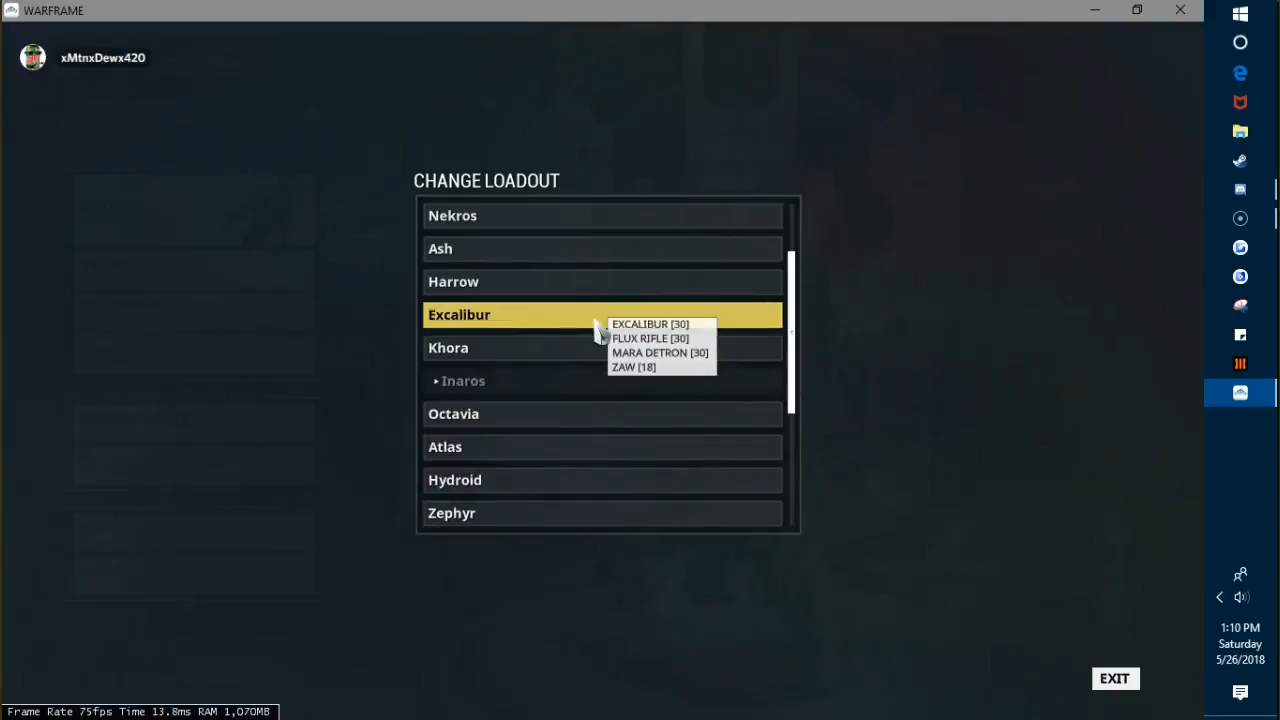 WARFRAME
xMtnxDewx420
CHANGE LOADOUT
Nekros
Ash
Harrow
Excalibur
EXCALIBUR [30]
FLUX RIFLE [30]
MARA DETRON [30]
ZAW [18]
Khora
Inaros
Octavia
Atlas
Hydroid
Zephyr
1:10 PM
Saturday
5/26/2018
EXIT
Frame Rate 75fps Time 13.8ms RAM 1,070MB